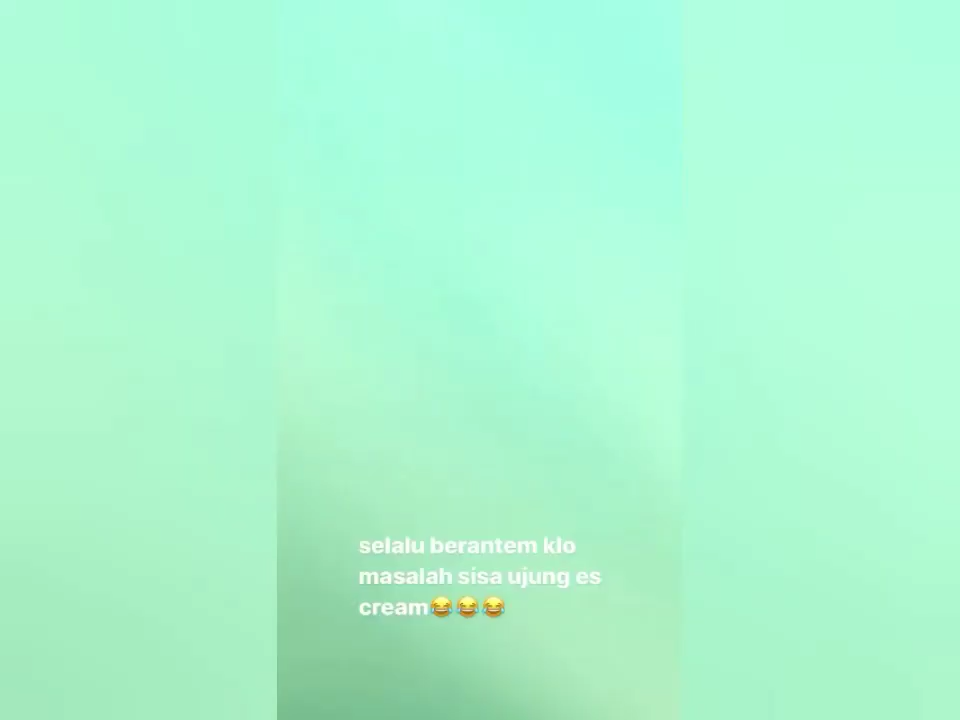 selalu berantem klo
masalah sisa ujung es
cream😂😂😂